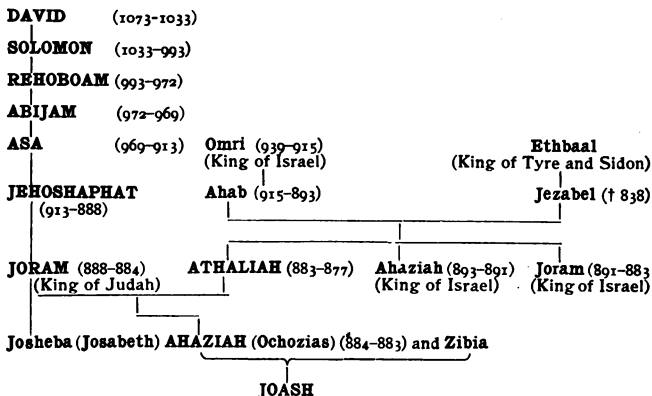 DAVID (1073-1033)
SOLOMON (1033-993)
REHOBOAM (993-972)
ABIJAM (972-969)
ASA (969-913) Omri (939-915) Ethbaal
(King of Israel) (King of Tyre and Sidon)
JEHOSHAPHAT Ahab (915-893) Jezabel († 838)
(913-888)
JORAM (888-884) ATHALIAH (883-877) Ahaziah (893-891) Joram (891-883
(King of Judah) (King of Israel) (King of Israel)
Josheba (Josabeth) AHAZIAH (Ochozias) (884-883) and Zibia
JOASH